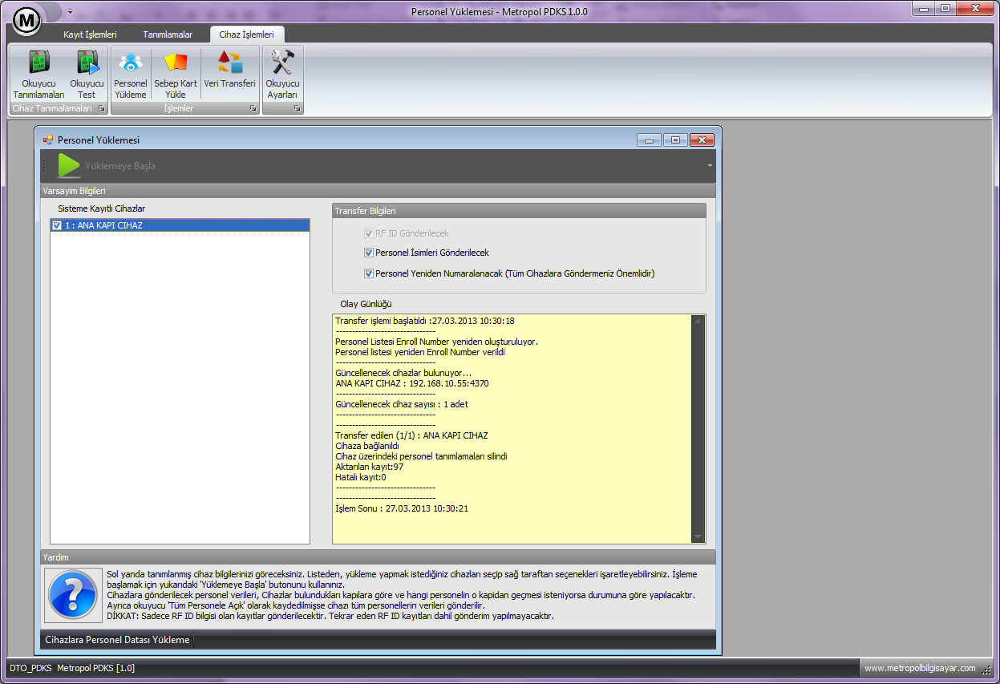 Personel Yüklemesi - Metropol PDKS 1.0.0
M
Kayıt İşlemleri
Tanımlamalar
Cihaz İşlemleri
Okuyucu Tanımlamaları
Okuyucu Test
Personel Yükleme
Sebep Kart Yükle
Veri Transferi
Okuyucu Ayarları
Cihaz Tanımalamaları
İşlemler
Personel Yüklemesi
Yüklemeye Başla
Varsayim Bilgileri
Sisteme Kayıtlı Cihazlar
1 : ANA KAPI CIHAZ
Transfer Bilgileri
RF ID Gönderilecek
Personel İsimleri Gönderilecek
Personel Yeniden Numaralanacak (Tüm Cihazlara Göndermeniz Önemlidir)
Olay Günlüğü
Transfer işlemi başlatıldı :27.03.2013 10:30:18
-------------------------------
Personel Listesi Enroll Number yeniden oluşturuluyor.
Personel listesi yeniden Enroll Number verildi
-------------------------------
Güncellenecek cihazlar bulunuyor...
ANA KAPI CIHAZ : 192.168.10.55:4370
-------------------------------
Güncellenecek cihaz sayısı : 1 adet
-------------------------------
-------------------------------
Transfer edilen (1/1) : ANA KAPI CIHAZ
Cihaza bağlanıldı
Cihaz üzerindeki personel tanımlamaları silindi
Aktarılan kayıt:97
Hatalı kayıt:0
-------------------------------
-------------------------------
İşlem Sonu : 27.03.2013 10:30:21
Yardım
Sol yanda tanımlanmış cihaz bilgilerinizi göreceksiniz. Listeden, yükleme yapmak istediğiniz cihazları seçip sağ taraftan seçenekleri işaretleyebilirsiniz. İşleme
başlamak için yukarıdaki 'Yüklemeye Başla' butonunu kullanınız.
Cihazlara gönderilecek personel verileri, Cihazlar bulundukları kapılara göre ve hangi personelin o kapidan geçmesi isteniyorsa durumuna göre yapılacaktır.
Ayrıca okuyucu 'Tüm Personele Açık' olarak kaydedilmişse cihazı tüm personellerin verileri gönderilir.
DİKKAT: Sadece RF ID bilgisi olan kayıtlar gönderilecektir. Tekrar eden RF ID kayıtları dahil gönderim yapılmayacaktır.
Cihazlara Personel Datası Yükleme
DTO_PDKS Metropol PDKS [1.0]
www.metropolbilgisayar.com